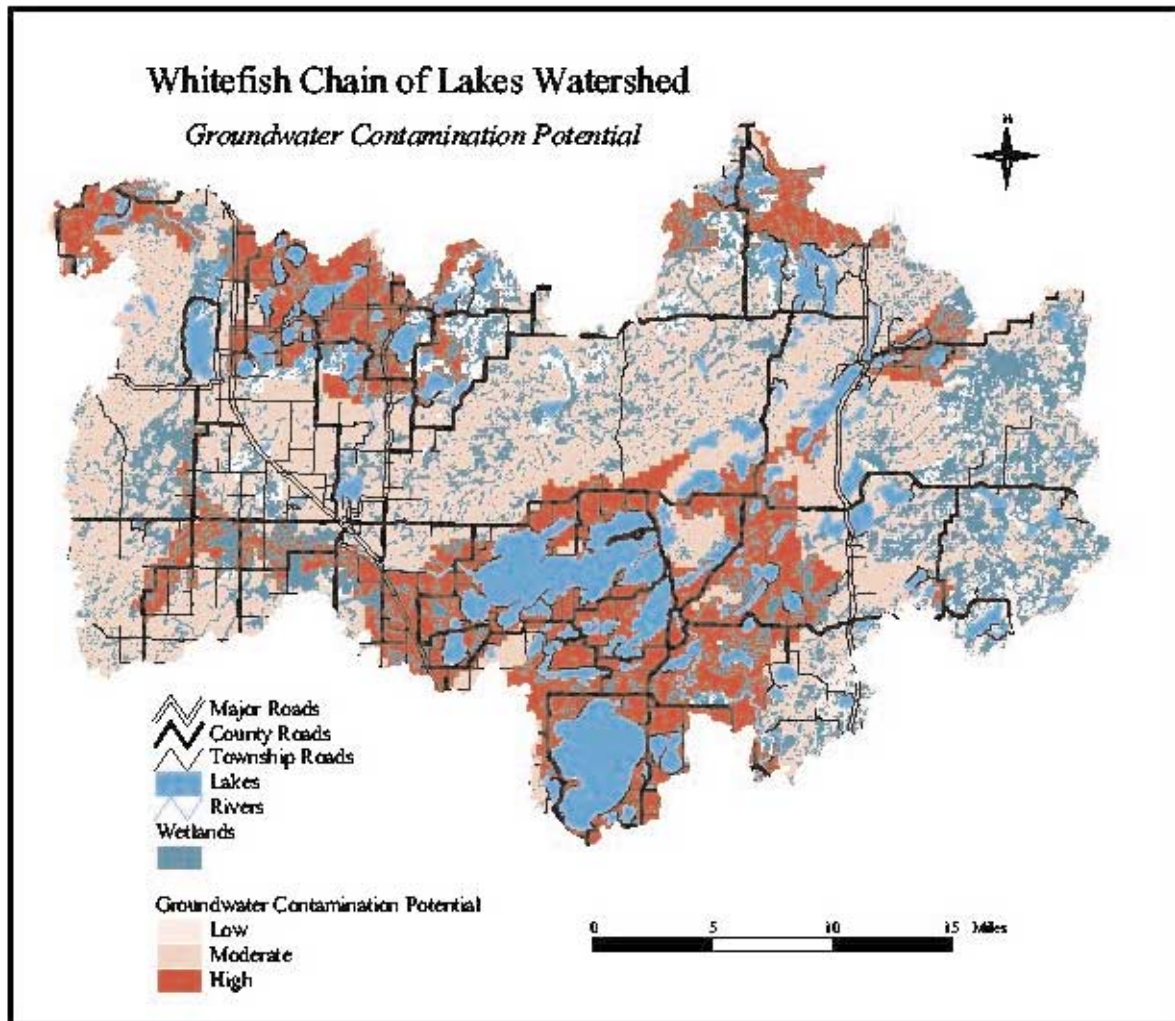 Whitefish Chain of Lakes Watershed
Groundwater Contamination Potential
N
Major Roads
County Roads
Township Roads
Lakes
Rivers
Wetlands
Groundwater Contamination Potential
Low
Moderate
High
0 5 10 15 Miles